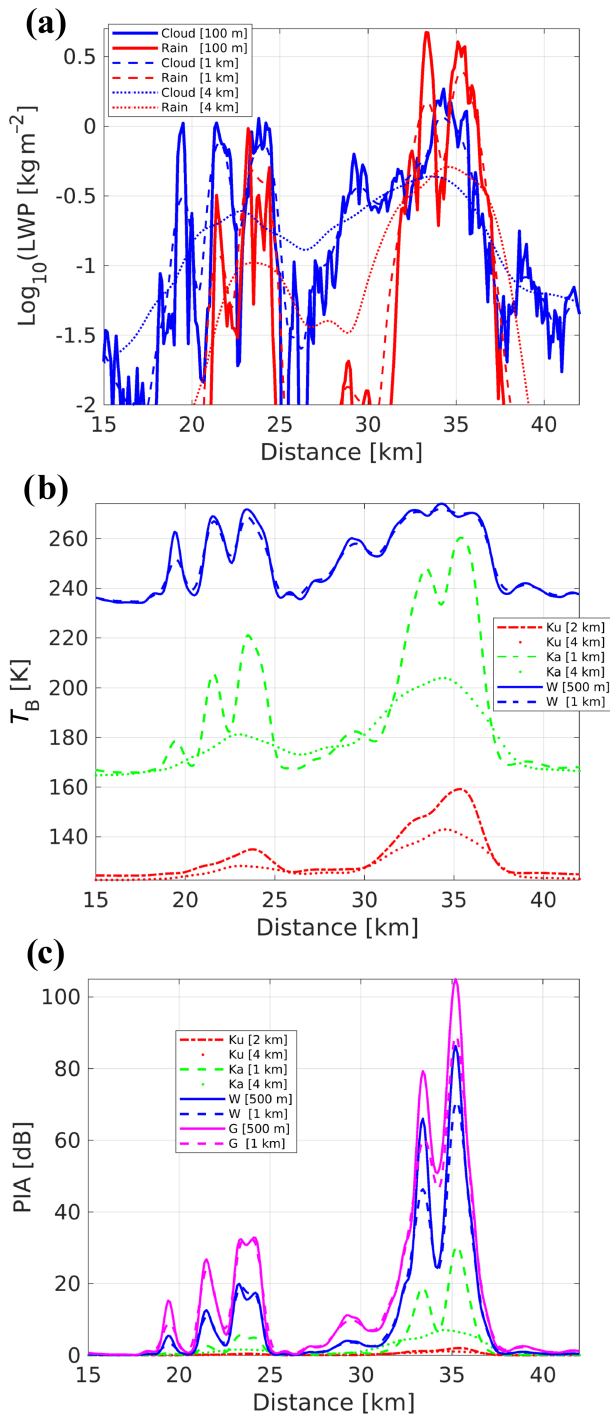 (a)
Cloud [100 m]
Rain [100 m]
Cloud [1 km]
Rain [1 km]
Cloud [4 km]
Rain [4 km]
Log10(LWP [kg m−2]
0.5
0
-0.5
-1
-1.5
-2
15 20 25 30 35 40
Distance [km]
(b)
TB [K]
260
240
220
200
180
160
140
Ku [2 km]
Ku [4 km]
Ka [1 km]
Ka [4 km]
W [500 m]
W [1 km]
15 20 25 30 35 40
Distance [km]
(c)
PIA [dB]
100
80
60
40
20
0
Ku [2 km]
Ku [4 km]
Ka [1 km]
Ka [4 km]
W [500 m]
W [1 km]
G [500 m]
G [1 km]
15 20 25 30 35 40
Distance [km]